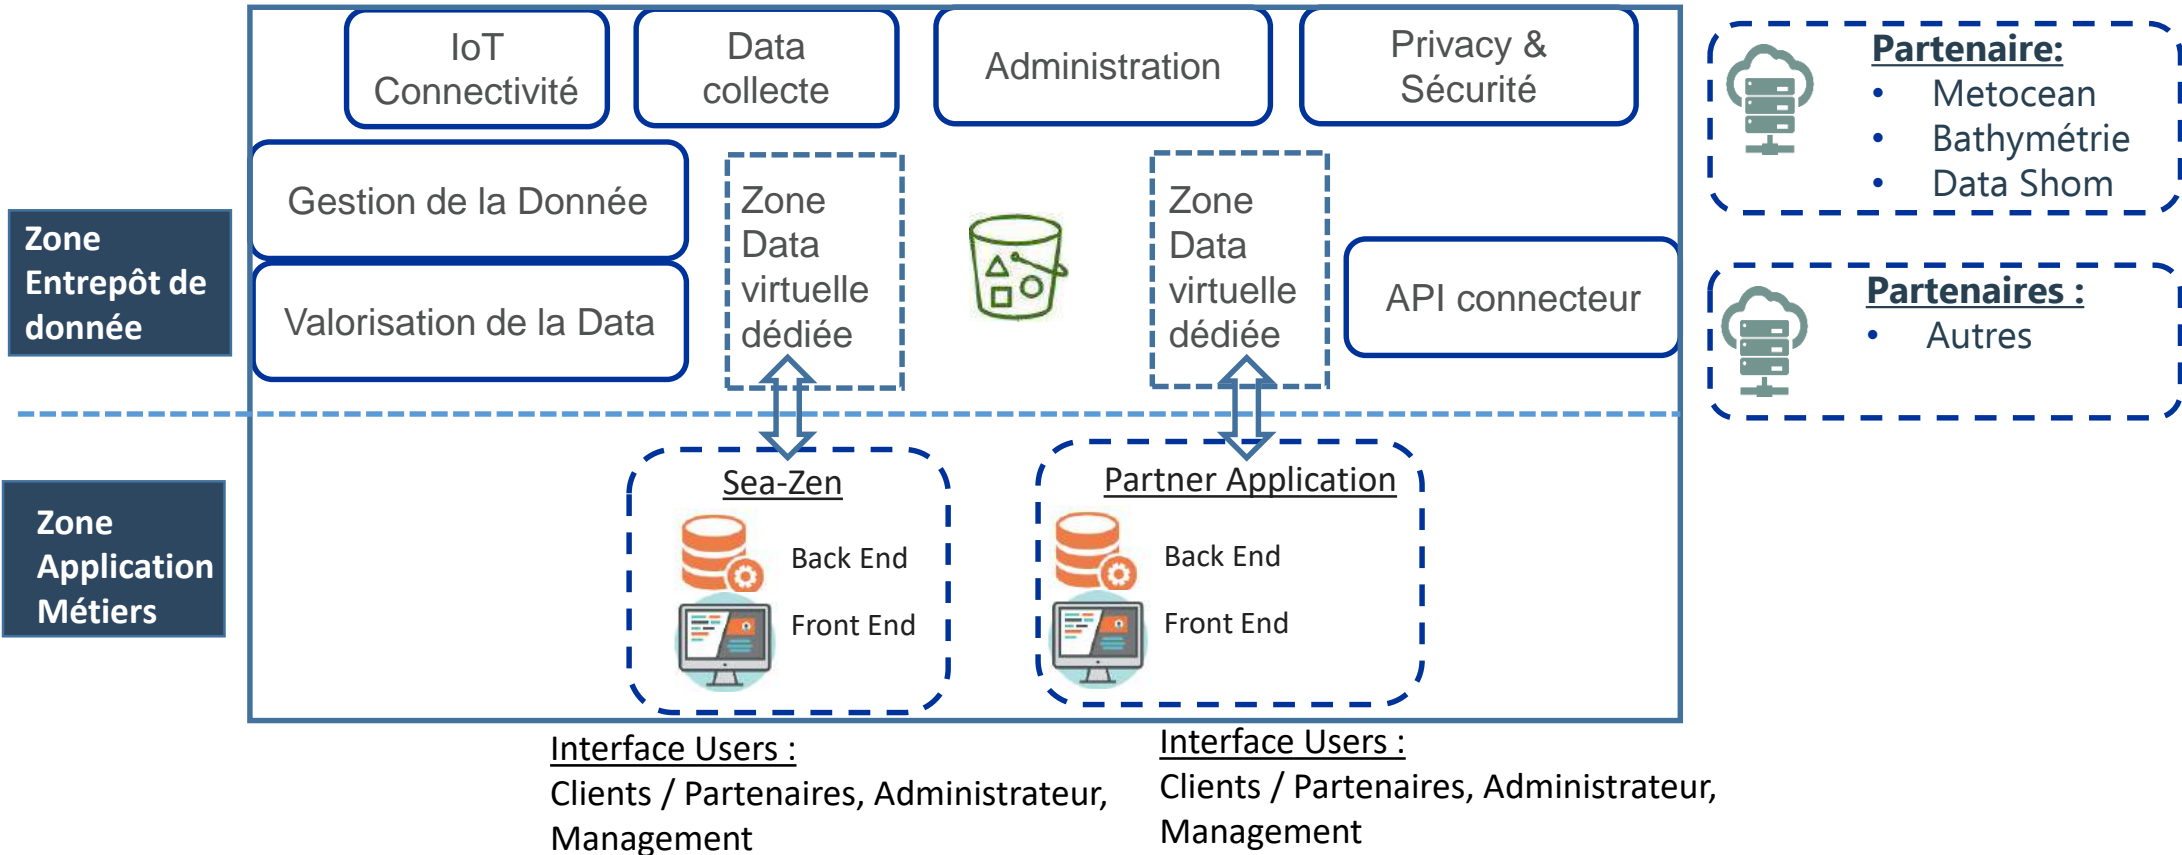 IoT
Connectivité
Data
collecte
Administration
Privacy &
Sécurité
Partenaire:
• Metocean
• Bathymétrie
• Data Shom
Zone
Entrepôt de
donnée
Gestion de la Donnée
Valorisation de la Data
Zone
Data
virtuelle
dédiée
Zone
Data
virtuelle
dédiée
API connecteur
Partenaires :
• Autres
Zone
Application
Métiers
Sea-Zen
Back End
Front End
Partner Application
Back End
Front End
Interface Users :
Clients / Partenaires, Administrateur,
Management
Interface Users :
Clients / Partenaires, Administrateur,
Management